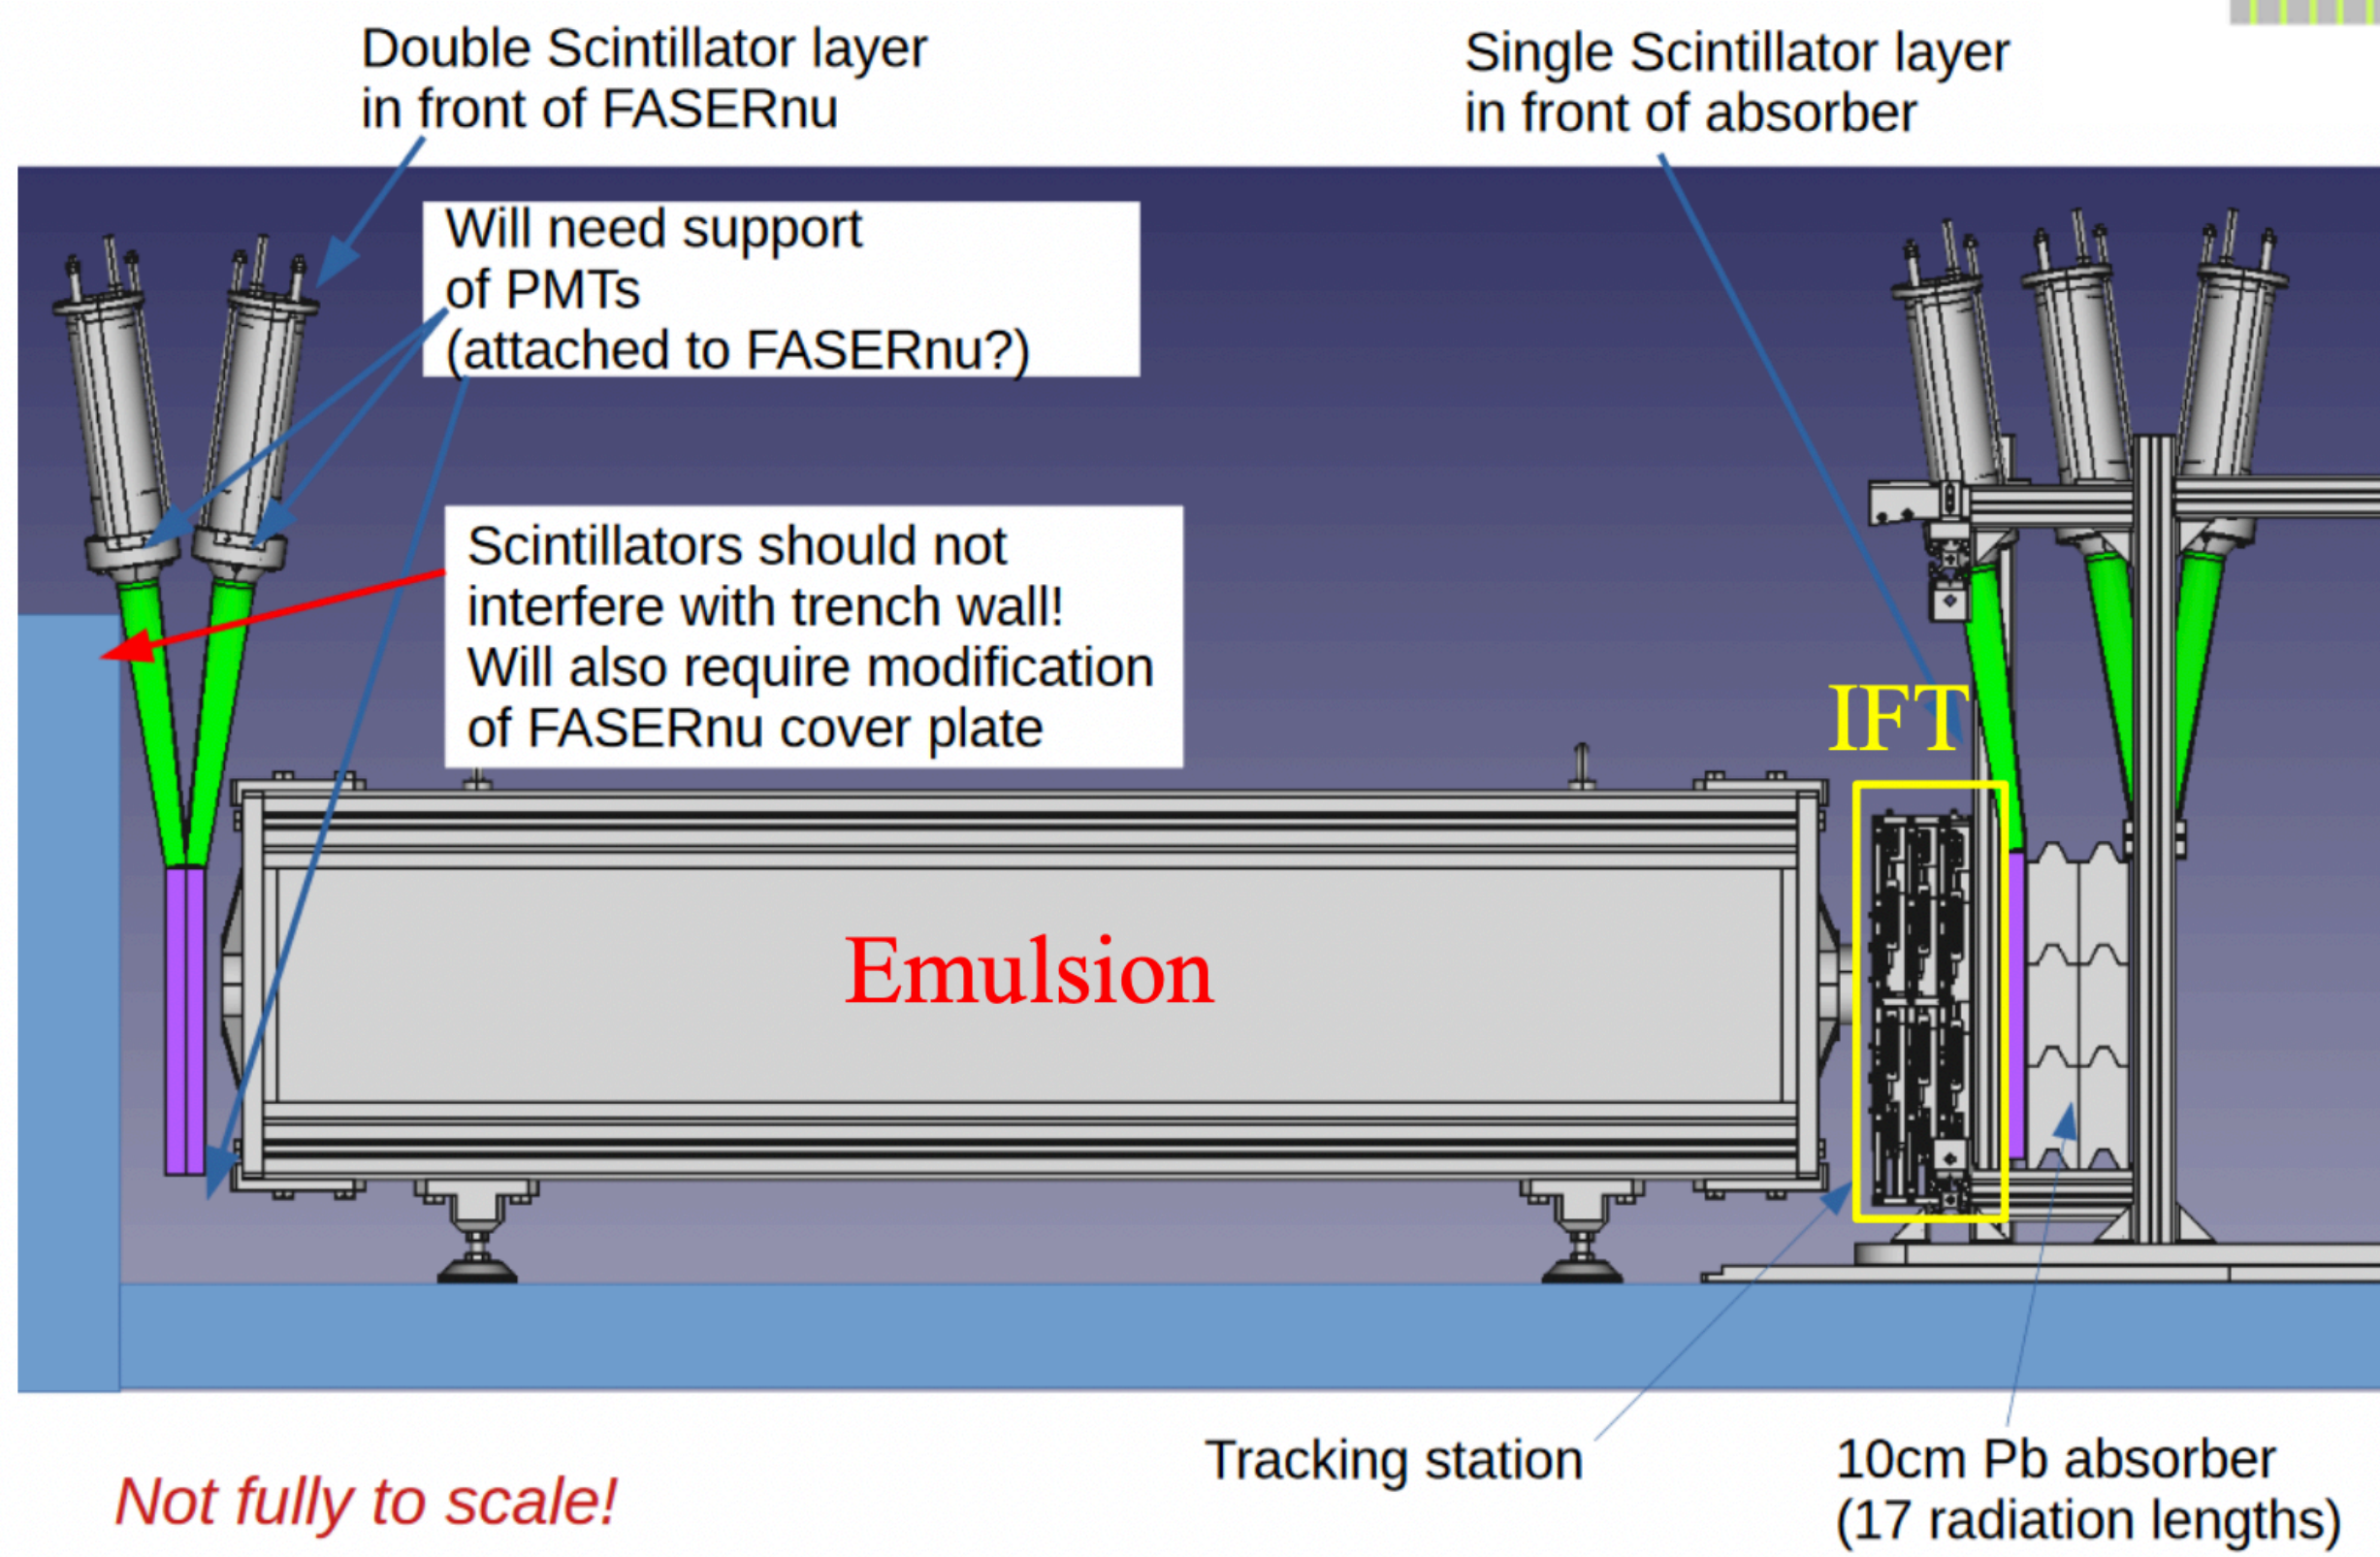 Double Scintillator layer
in front of FASERnu
Single Scintillator layer
in front of absorber
Will need support
of PMTs
(attached to FASERnu?)
Scintillators should not
interfere with trench wall!
Will also require modification
of FASERnu cover plate
IFT
Emulsion
Tracking station
10cm Pb absorber
(17 radiation lengths)
Not fully to scale!